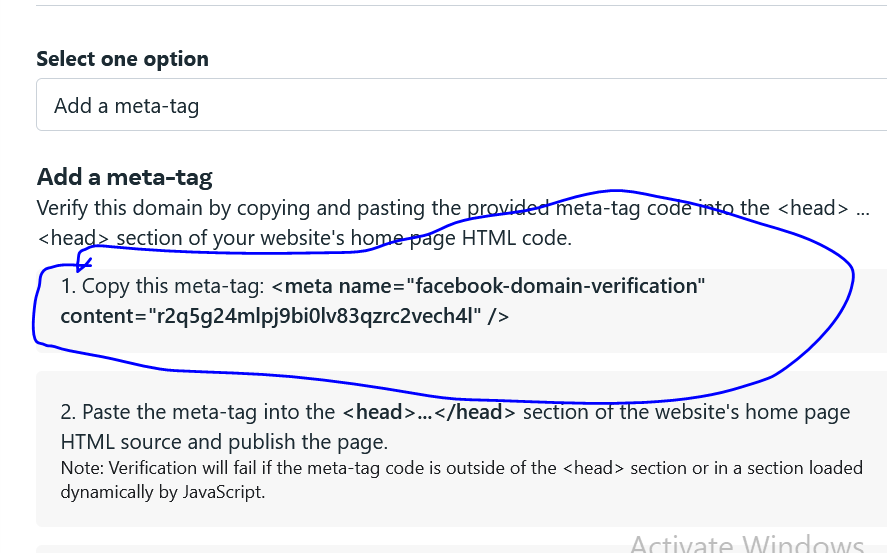 Select one option
Add a meta-tag
Add a meta-tag
Verify this domain by copying and pasting the provided meta-tag code into the <head> ...
<head> section of your website's home page HTML code.
1. Copy this meta-tag: <meta name="facebook-domain-verification"
content="r2q5g24mlpj9bi0lv83qzrc2vech4l" />
2. Paste the meta-tag into the <head>...</head> section of the website's home page
HTML source and publish the page.
Note: Verification will fail if the meta-tag code is outside of the <head> section or in a section loaded
dynamically by JavaScript.
Activate Windows